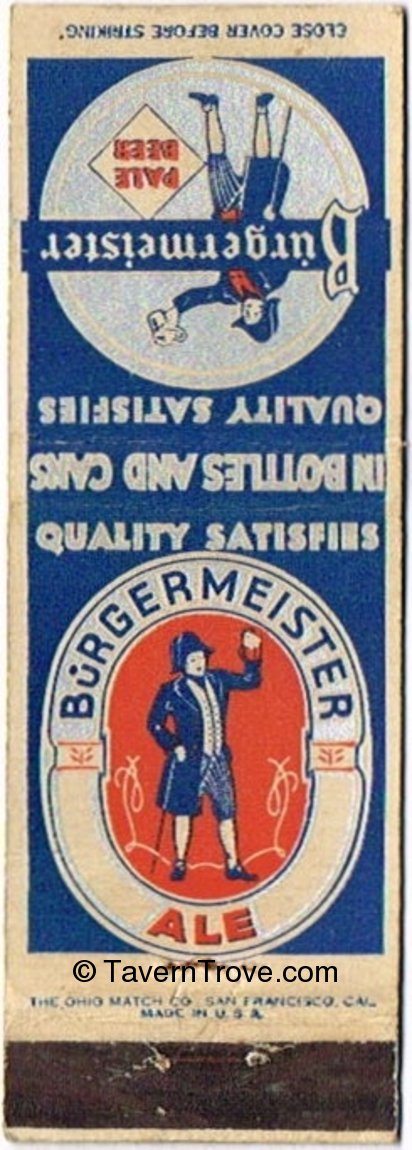 CLOSE COVER BEFORE STRIKING.
PALE
BEER
Bürgermeister
QUALITY SATISFIES
IN BOTTLES AND CANS
QUALITY SATISFIES
BÜRGERMEISTER
ALE
© TavernTrove.com
THE OHIO MATCH CO., SAN FRANCISCO, CAL.
MADE IN U.S.A.